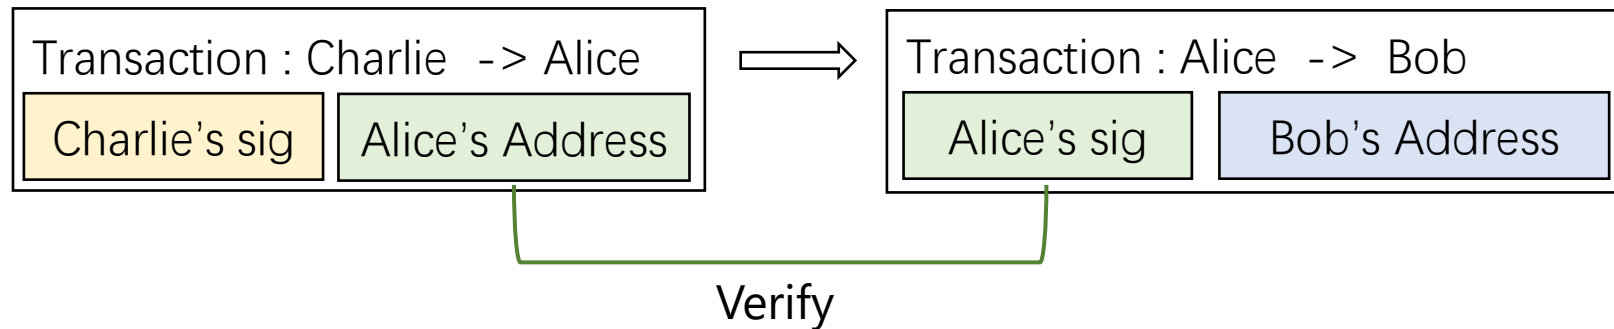 Transaction : Charlie -> Alice
Charlie’s sig
Alice’s Address
Transaction : Alice -> Bob
Alice’s sig
Bob’s Address
Verify